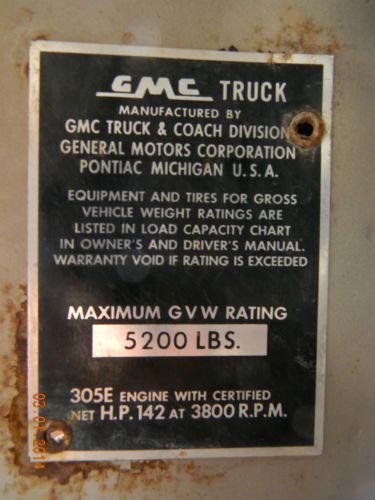 GMC TRUCK
MANUFACTURED BY
GMC TRUCK & COACH DIVISION
GENERAL MOTORS CORPORATION
PONTIAC MICHIGAN U.S.A.
EQUIPMENT AND TIRES FOR GROSS
VEHICLE WEIGHT RATINGS ARE
LISTED IN LOAD CAPACITY CHART
IN OWNER'S AND DRIVER'S MANUAL.
WARRANTY VOID IF RATING IS EXCEEDED
MAXIMUM GVW RATING
5200 LBS.
305E ENGINE WITH CERTIFIED
NET H.P. 142 AT 3800 R.P.M.